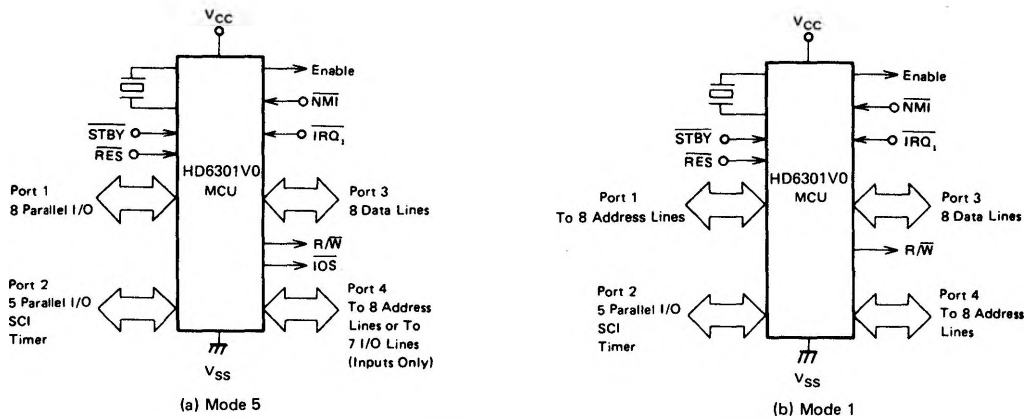 VCC
Enable
NMI
IRQ1
STBY
RES
HD6301V0
MCU
Port 1
8 Parallel I/O
Port 3
8 Data Lines
R/W
IOS
Port 2
5 Parallel I/O
SCI
Timer
Port 4
To 8 Address
Lines or To
7 I/O Lines
(Inputs Only)
VSS
(a) Mode 5
VCC
Enable
NMI
IRQ1
STBY
RES
HD6301V0
MCU
Port 1
To 8 Address Lines
Port 3
8 Data Lines
R/W
Port 2
5 Parallel I/O
SCI
Timer
Port 4
To 8 Address
Lines
VSS
(b) Mode 1